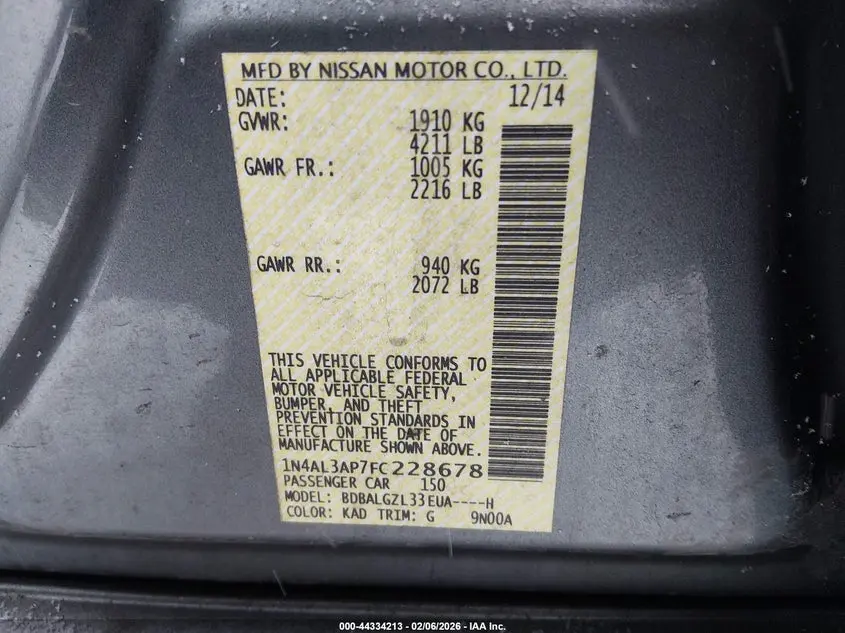 MFD BY NISSAN MOTOR CO., LTD.
DATE: 12/14
GVWR: 1910 KG
4211 LB
GAWR FR.: 1005 KG
2216 LB
GAWR RR.: 940 KG
2072 LB
THIS VEHICLE CONFORMS TO
ALL APPLICABLE FEDERAL
MOTOR VEHICLE SAFETY,
BUMPER, AND THEFT
PREVENTION STANDARDS IN
EFFECT ON THE DATE OF
MANUFACTURE SHOWN ABOVE.
1N4AL3AP7FC228678
PASSENGER CAR 150
MODEL: BDBALGZL33EUA----H
COLOR: KAD TRIM: G 9N00A
000-44334213 - 02/06/2026 - IAA Inc.